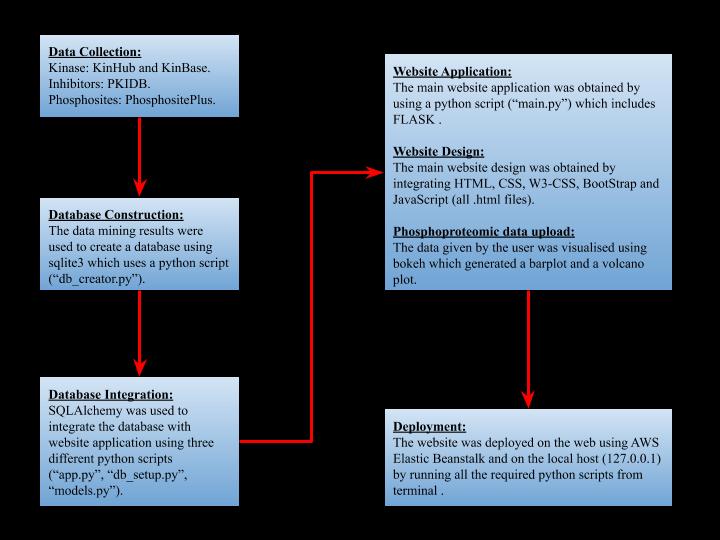 Data Collection:
Kinase: KinHub and KinBase.
Inhibitors: PKIDB.
Phosphosites: PhosphositePlus.
Database Construction:
The data mining results were
used to create a database using
sqlite3 which uses a python script
(“db_creator.py”).
Database Integration:
SQLAlchemy was used to
integrate the database with
website application using three
different python scripts
(“app.py”, “db_setup.py”,
“models.py”).
Website Application:
The main website application was obtained by
using a python script (“main.py”) which includes
FLASK .
Website Design:
The main website design was obtained by
integrating HTML, CSS, W3-CSS, BootStrap and
JavaScript (all .html files).
Phosphoproteomic data upload:
The data given by the user was visualised using
bokeh which generated a barplot and a volcano
plot.
Deployment:
The website was deployed on the web using AWS
Elastic Beanstalk and on the local host (127.0.0.1)
by running all the required python scripts from
terminal .